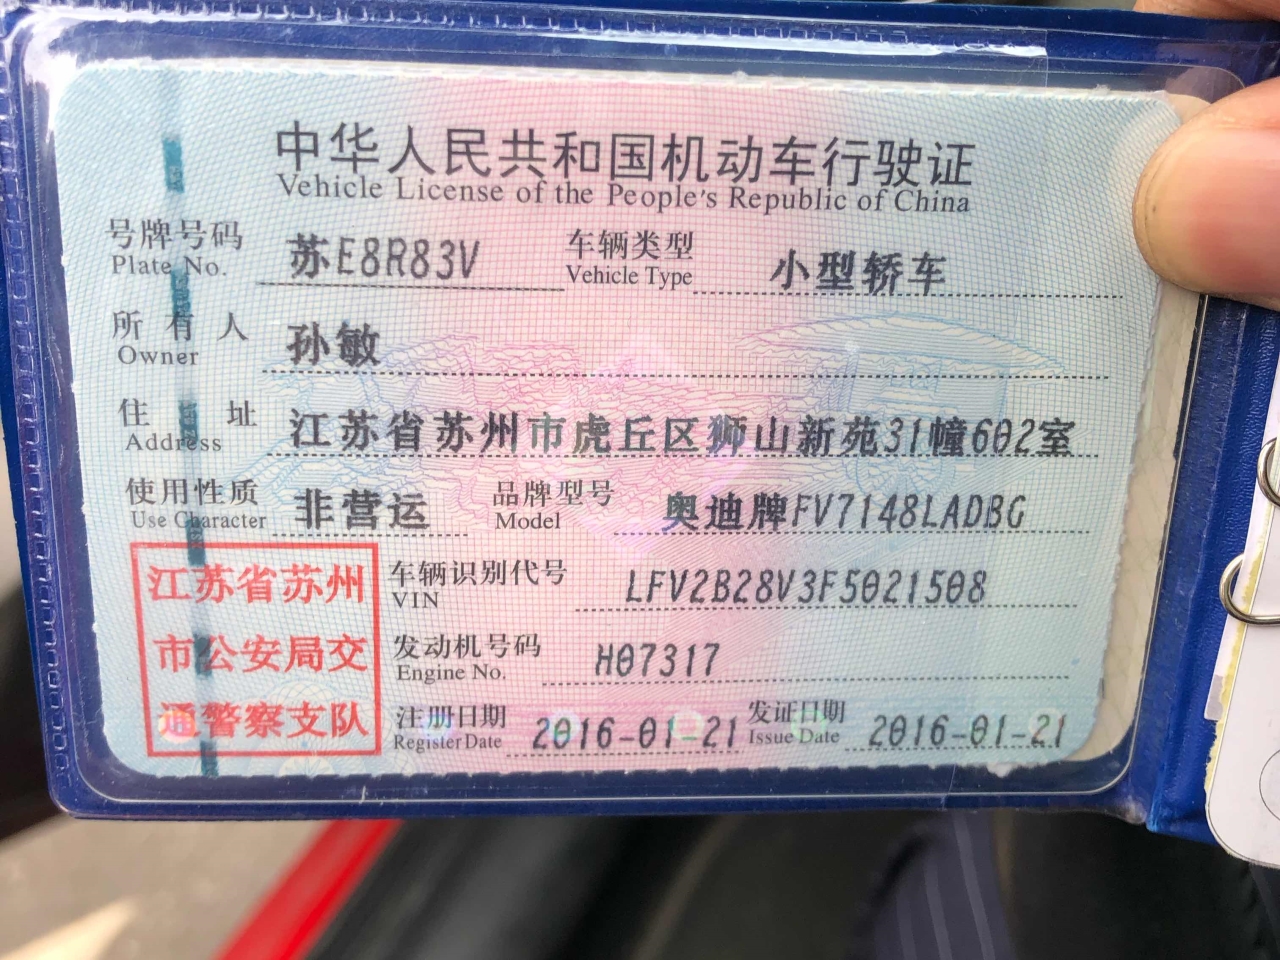 中华人民共和国机动车行驶证
Vehicle License of the People's Republic of China
号牌号码 苏E8R83V 车辆类型 小型轿车
Plate No. Vehicle Type
所有人 孙敏
Owner
住址 江苏省苏州市虎丘区狮山新苑31幢602室
Address
使用性质 非营运 品牌型号 奥迪牌FV7148LADBG
Use Character Model
江苏省苏州
市公安局交
通警察支队
车辆识别代号 LFV2B28V3F5021508
VIN
发动机号码 H07317
Engine No.
注册日期 2016-01-21 发证日期 2016-01-21
Register Date Issue Date